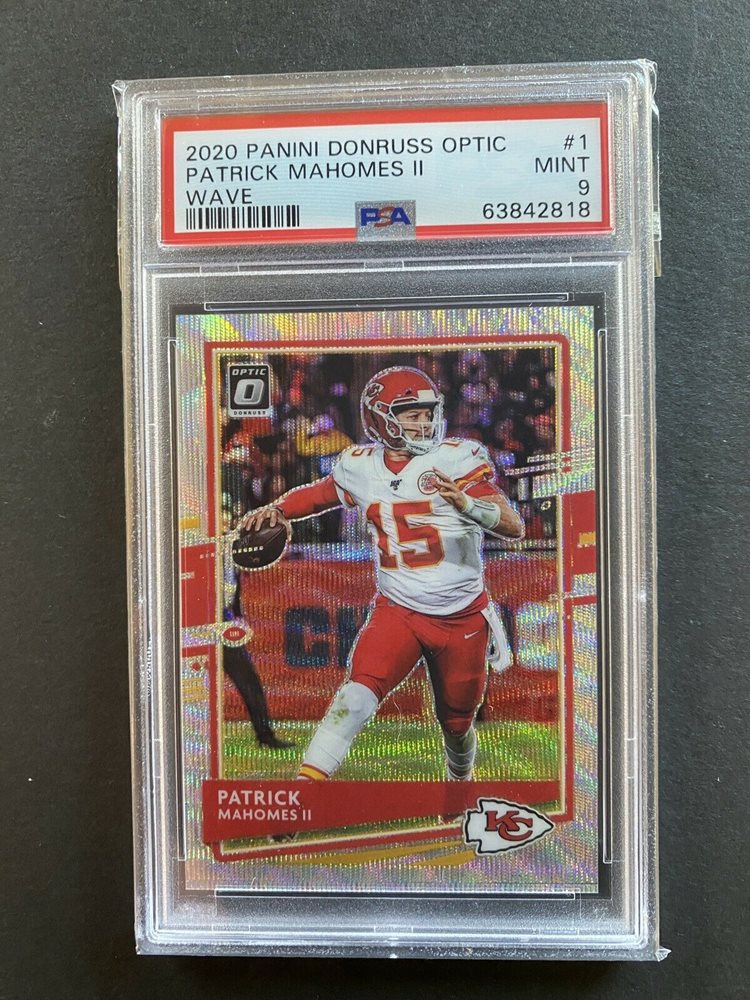 2020 PANINI DONRUSS OPTIC #1
PATRICK MAHOMES II MINT
WAVE 9
PSA 63842818
OPTIC
O
DONRUSS
15
15
PATRICK
MAHOMES II
KC